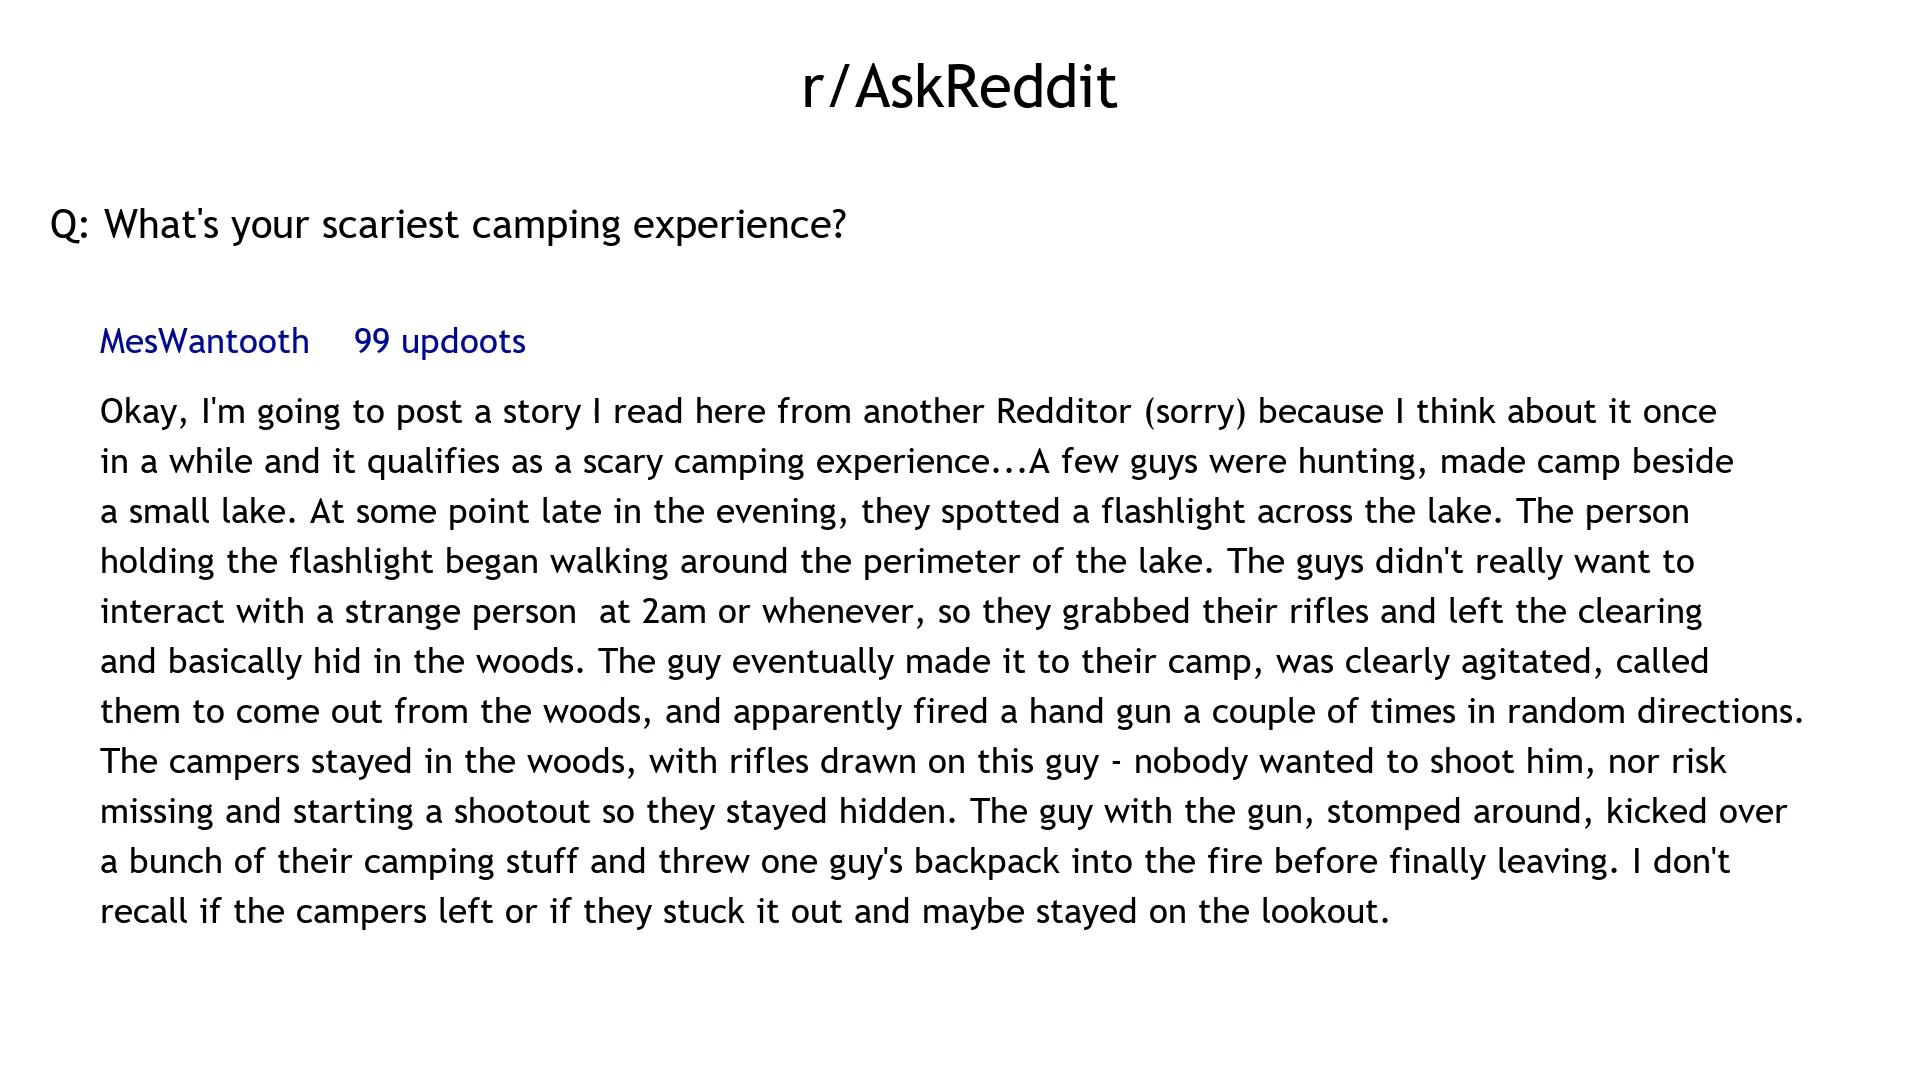 r/AskReddit
Q: What's your scariest camping experience?
MesWantooth 99 updoots
Okay, I'm going to post a story I read here from another Redditor (sorry) because I think about it once
in a while and it qualifies as a scary camping experience...A few guys were hunting, made camp beside
a small lake. At some point late in the evening, they spotted a flashlight across the lake. The person
holding the flashlight began walking around the perimeter of the lake. The guys didn't really want to
interact with a strange person  at 2am or whenever, so they grabbed their rifles and left the clearing
and basically hid in the woods. The guy eventually made it to their camp, was clearly agitated, called
them to come out from the woods, and apparently fired a hand gun a couple of times in random directions.
The campers stayed in the woods, with rifles drawn on this guy - nobody wanted to shoot him, nor risk
missing and starting a shootout so they stayed hidden. The guy with the gun, stomped around, kicked over
a bunch of their camping stuff and threw one guy's backpack into the fire before finally leaving. I don't
recall if the campers left or if they stuck it out and maybe stayed on the lookout.